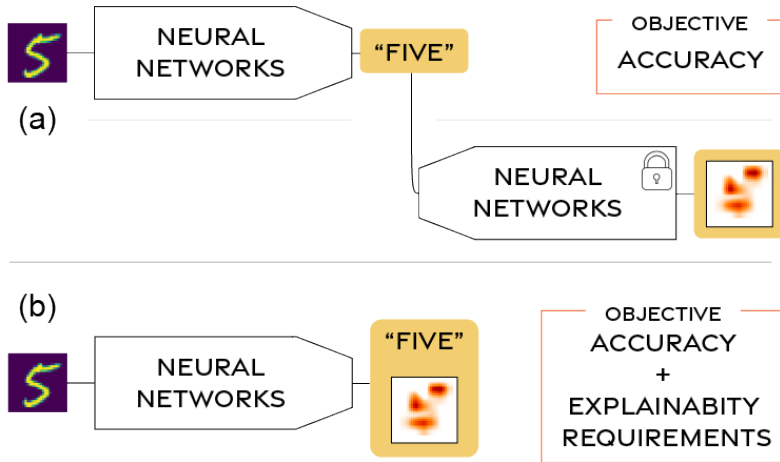 NEURAL
NETWORKS
“FIVE”
OBJECTIVE
ACCURACY
(a)
NEURAL
NETWORKS
(b)
NEURAL
NETWORKS
“FIVE”
OBJECTIVE
ACCURACY
+
EXPLAINABITY
REQUIREMENTS